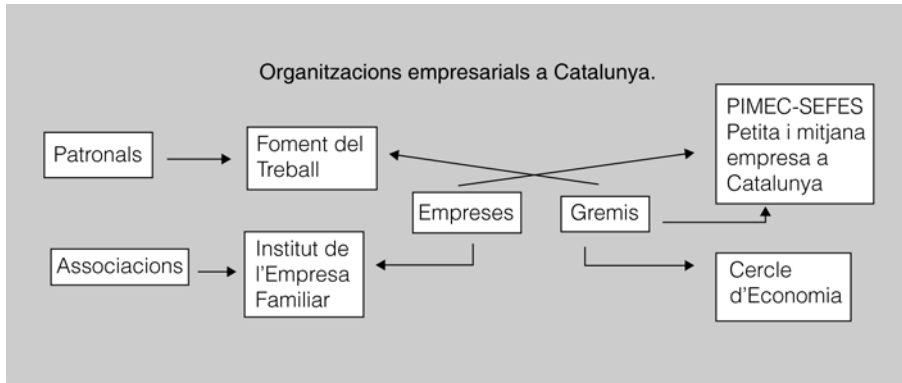 Organitzacions empresarials a Catalunya.
Patronals
Foment del
Treball
PIMEC-SEFES
Petita i mitjana
empresa a
Catalunya
Empreses
Gremis
Associacions
Institut de
l'Empresa
Familiar
Cercle
d'Economia